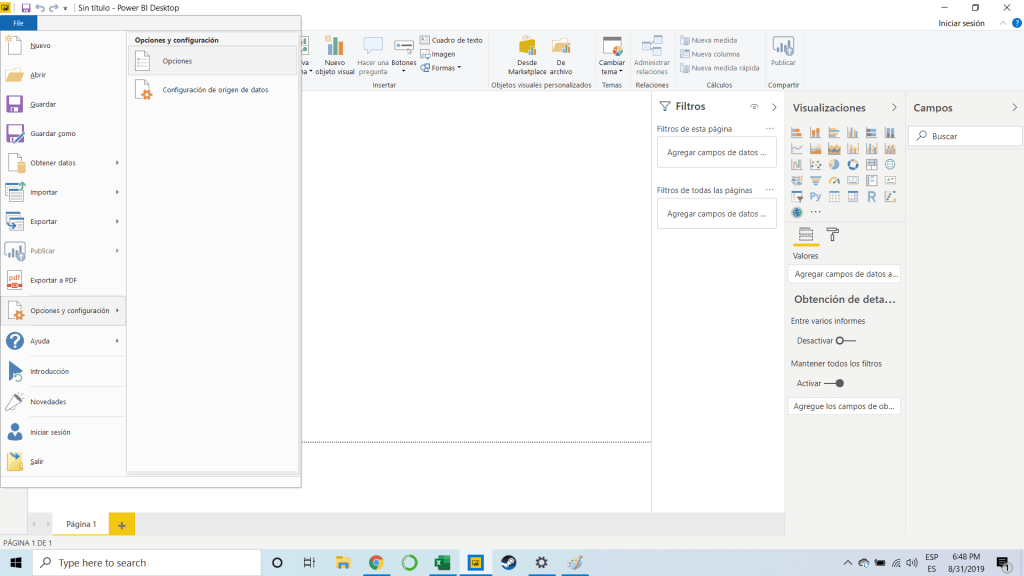 Sin título - Power BI Desktop
File
Iniciar sesión
Nuevo
Abrir
Guardar
Guardar como
Obtener datos
Importar
Exportar
Publicar
Exportar a PDF
Opciones y configuración
Ayuda
Introducción
Novedades
Iniciar sesión
Salir
Opciones y configuración
Opciones
Configuración de origen de datos
Nuevo
objeto visual
Hacer una
pregunta
Botones
Cuadro de texto
Imagen
Formas
Insertar
Desde
Marketplace
De
archivo
Objetos visuales personalizados
Cambiar
tema
Temas
Administrar
relaciones
Relaciones
Nueva medida
Nueva columna
Nueva medida rápida
Cálculos
Publicar
Compartir
Filtros
Filtros de esta página
Agregar campos de datos ...
Filtros de todas las páginas
Agregar campos de datos ...
Visualizaciones
Py
R
Valores
Agregar campos de datos a...
Obtención de deta...
Entre varios informes
Desactivar
Mantener todos los filtros
Activar
Agregue los campos de ob...
Campos
Buscar
Página 1
PÁGINA 1 DE 1
Type here to search
ESP
ES
6:48 PM
8/31/2019
1